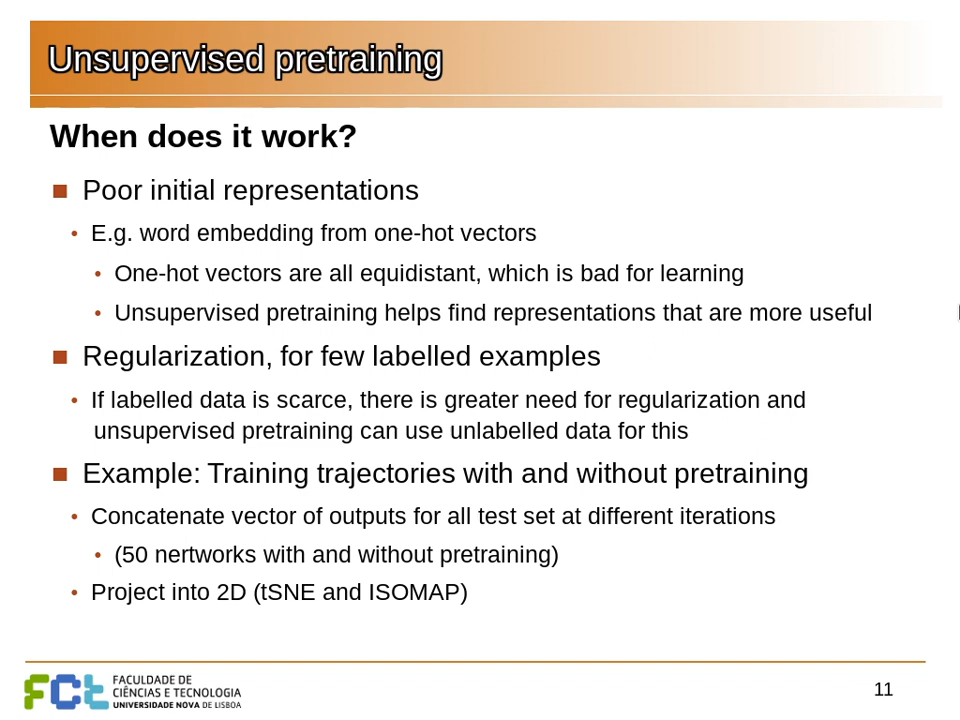 Unsupervised pretraining
When does it work?
■ Poor initial representations
• E.g. word embedding from one-hot vectors
• One-hot vectors are all equidistant, which is bad for learning
• Unsupervised pretraining helps find representations that are more useful
■ Regularization, for few labelled examples
• If labelled data is scarce, there is greater need for regularization and
unsupervised pretraining can use unlabelled data for this
■ Example: Training trajectories with and without pretraining
• Concatenate vector of outputs for all test set at different iterations
• (50 nertworks with and without pretraining)
• Project into 2D (tSNE and ISOMAP)
FCt
FACULDADE DE
CIÊNCIAS E TECNOLOGIA
UNIVERSIDADE NOVA DE LISBOA
11